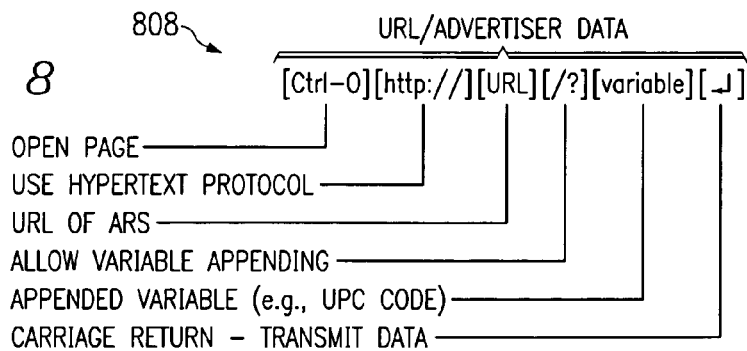 808
URL/ADVERTISER DATA
8
[Ctrl-O][http://][URL][/?][variable][↵]
OPEN PAGE
USE HYPERTEXT PROTOCOL
URL OF ARS
ALLOW VARIABLE APPENDING
APPENDED VARIABLE (e.g., UPC CODE)
CARRIAGE RETURN - TRANSMIT DATA